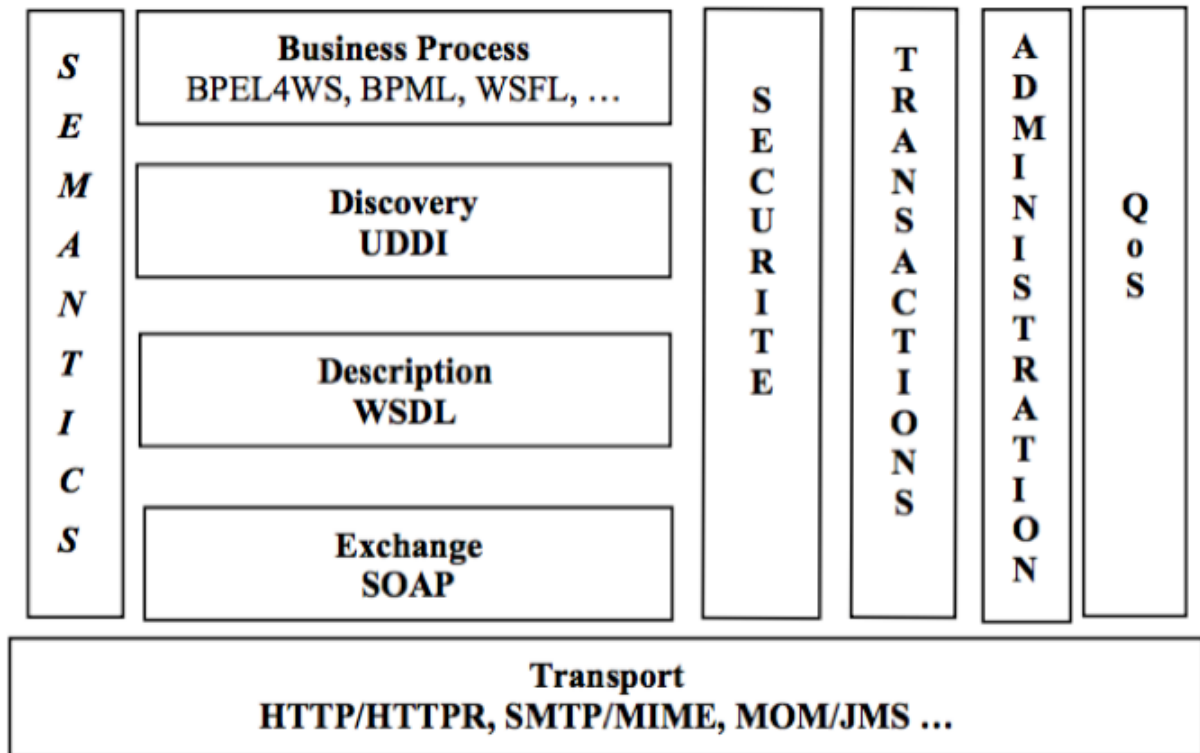 SEMANTICS
Business Process
BPEL4WS, BPML, WSFL, …
Discovery
UDDI
Description
WSDL
Exchange
SOAP
SECURITE
TRANSACTIONS
ADMINISTRATION
QoS
Transport
HTTP/HTTPR, SMTP/MIME, MOM/JMS …